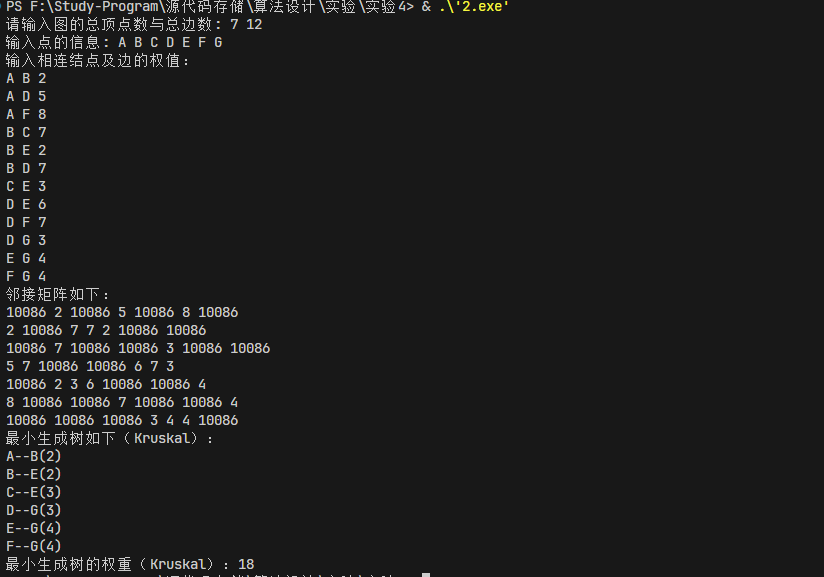 PS F:\Study-Program\源代码存储\算法设计\实验\实验4> & .\'2.exe'
请输入图的总顶点数与总边数: 7 12
输入点的信息: A B C D E F G
输入相连结点及边的权值:
A B 2
A D 5
A F 8
B C 7
B E 2
B D 7
C E 3
D E 6
D F 7
D G 3
E G 4
F G 4
邻接矩阵如下:
10086 2 10086 5 10086 8 10086
2 10086 7 7 2 10086 10086
10086 7 10086 10086 3 10086 10086
5 7 10086 10086 6 7 3
10086 2 3 6 10086 10086 4
8 10086 10086 7 10086 10086 4
10086 10086 10086 3 4 4 10086
最小生成树如下（Kruskal）:
A--B(2)
B--E(2)
C--E(3)
D--G(3)
E--G(4)
F--G(4)
最小生成树的权重（Kruskal）: 18